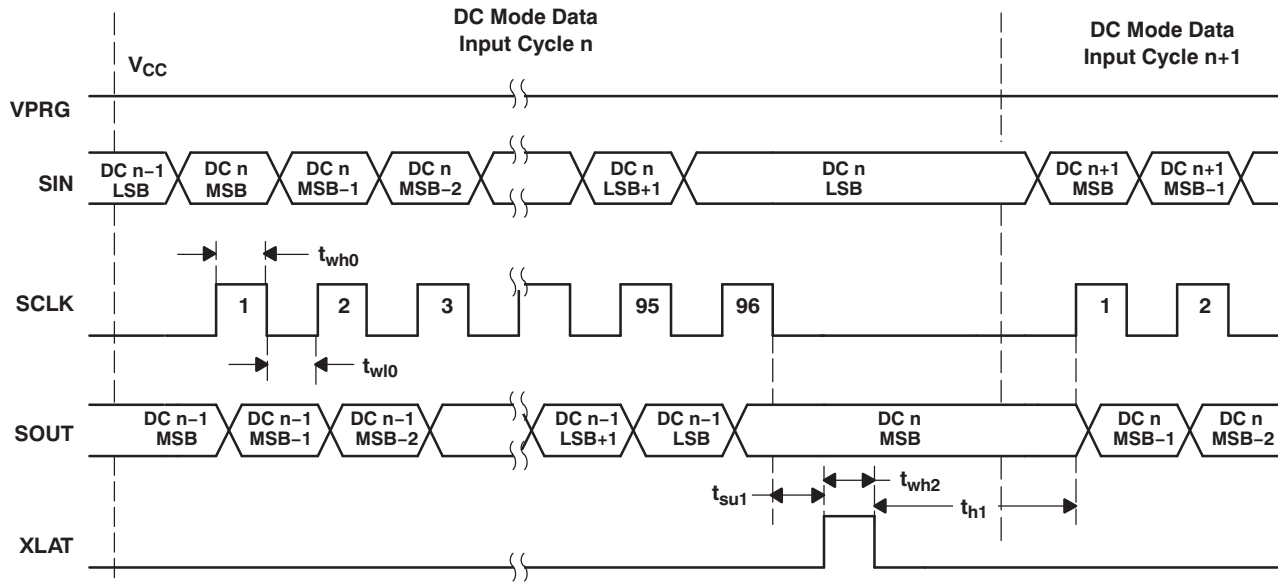 DC Mode Data
Input Cycle n
DC Mode Data
Input Cycle n+1
VCC
VPRG
SIN
DC n−1
LSB
DC n
MSB
DC n
MSB-1
DC n
MSB-2
DC n
LSB+1
DC n
LSB
DC n+1
MSB
DC n+1
MSB-1
twh0
SCLK
1
2
3
95
96
1
2
twl0
SOUT
DC n−1
MSB
DC n−1
MSB-1
DC n−1
MSB-2
DC n−1
LSB+1
DC n−1
LSB
DC n
MSB
DC n
MSB-1
DC n
MSB-2
tsu1
twh2
th1
XLAT